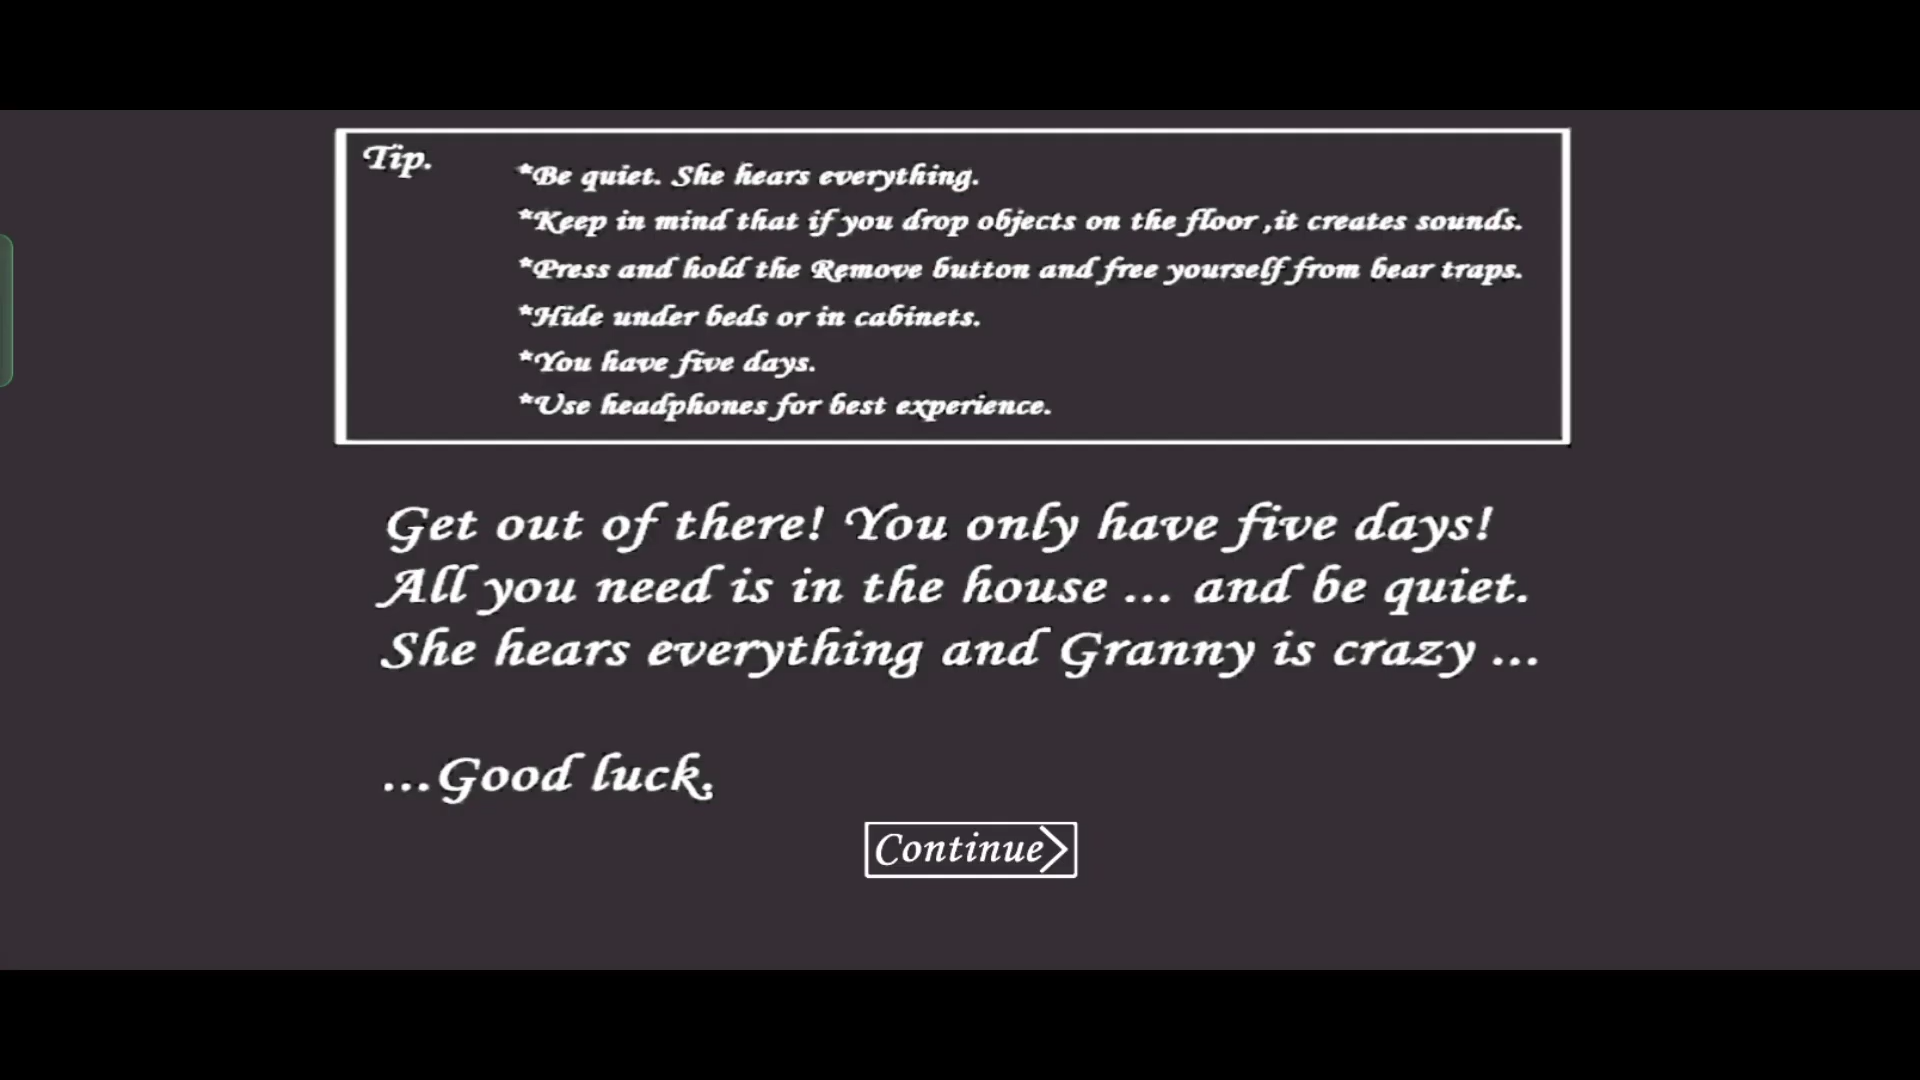 Tip.
*Be quiet. She hears everything.
*Keep in mind that if you drop objects on the floor ,it creates sounds.
*Press and hold the Remove button and free yourself from bear traps.
*Hide under beds or in cabinets.
*You have five days.
*Use headphones for best experience.
Get out of there! You only have five days!
All you need is in the house ... and be quiet.
She hears everything and Granny is crazy ...
...Good luck.
Continue